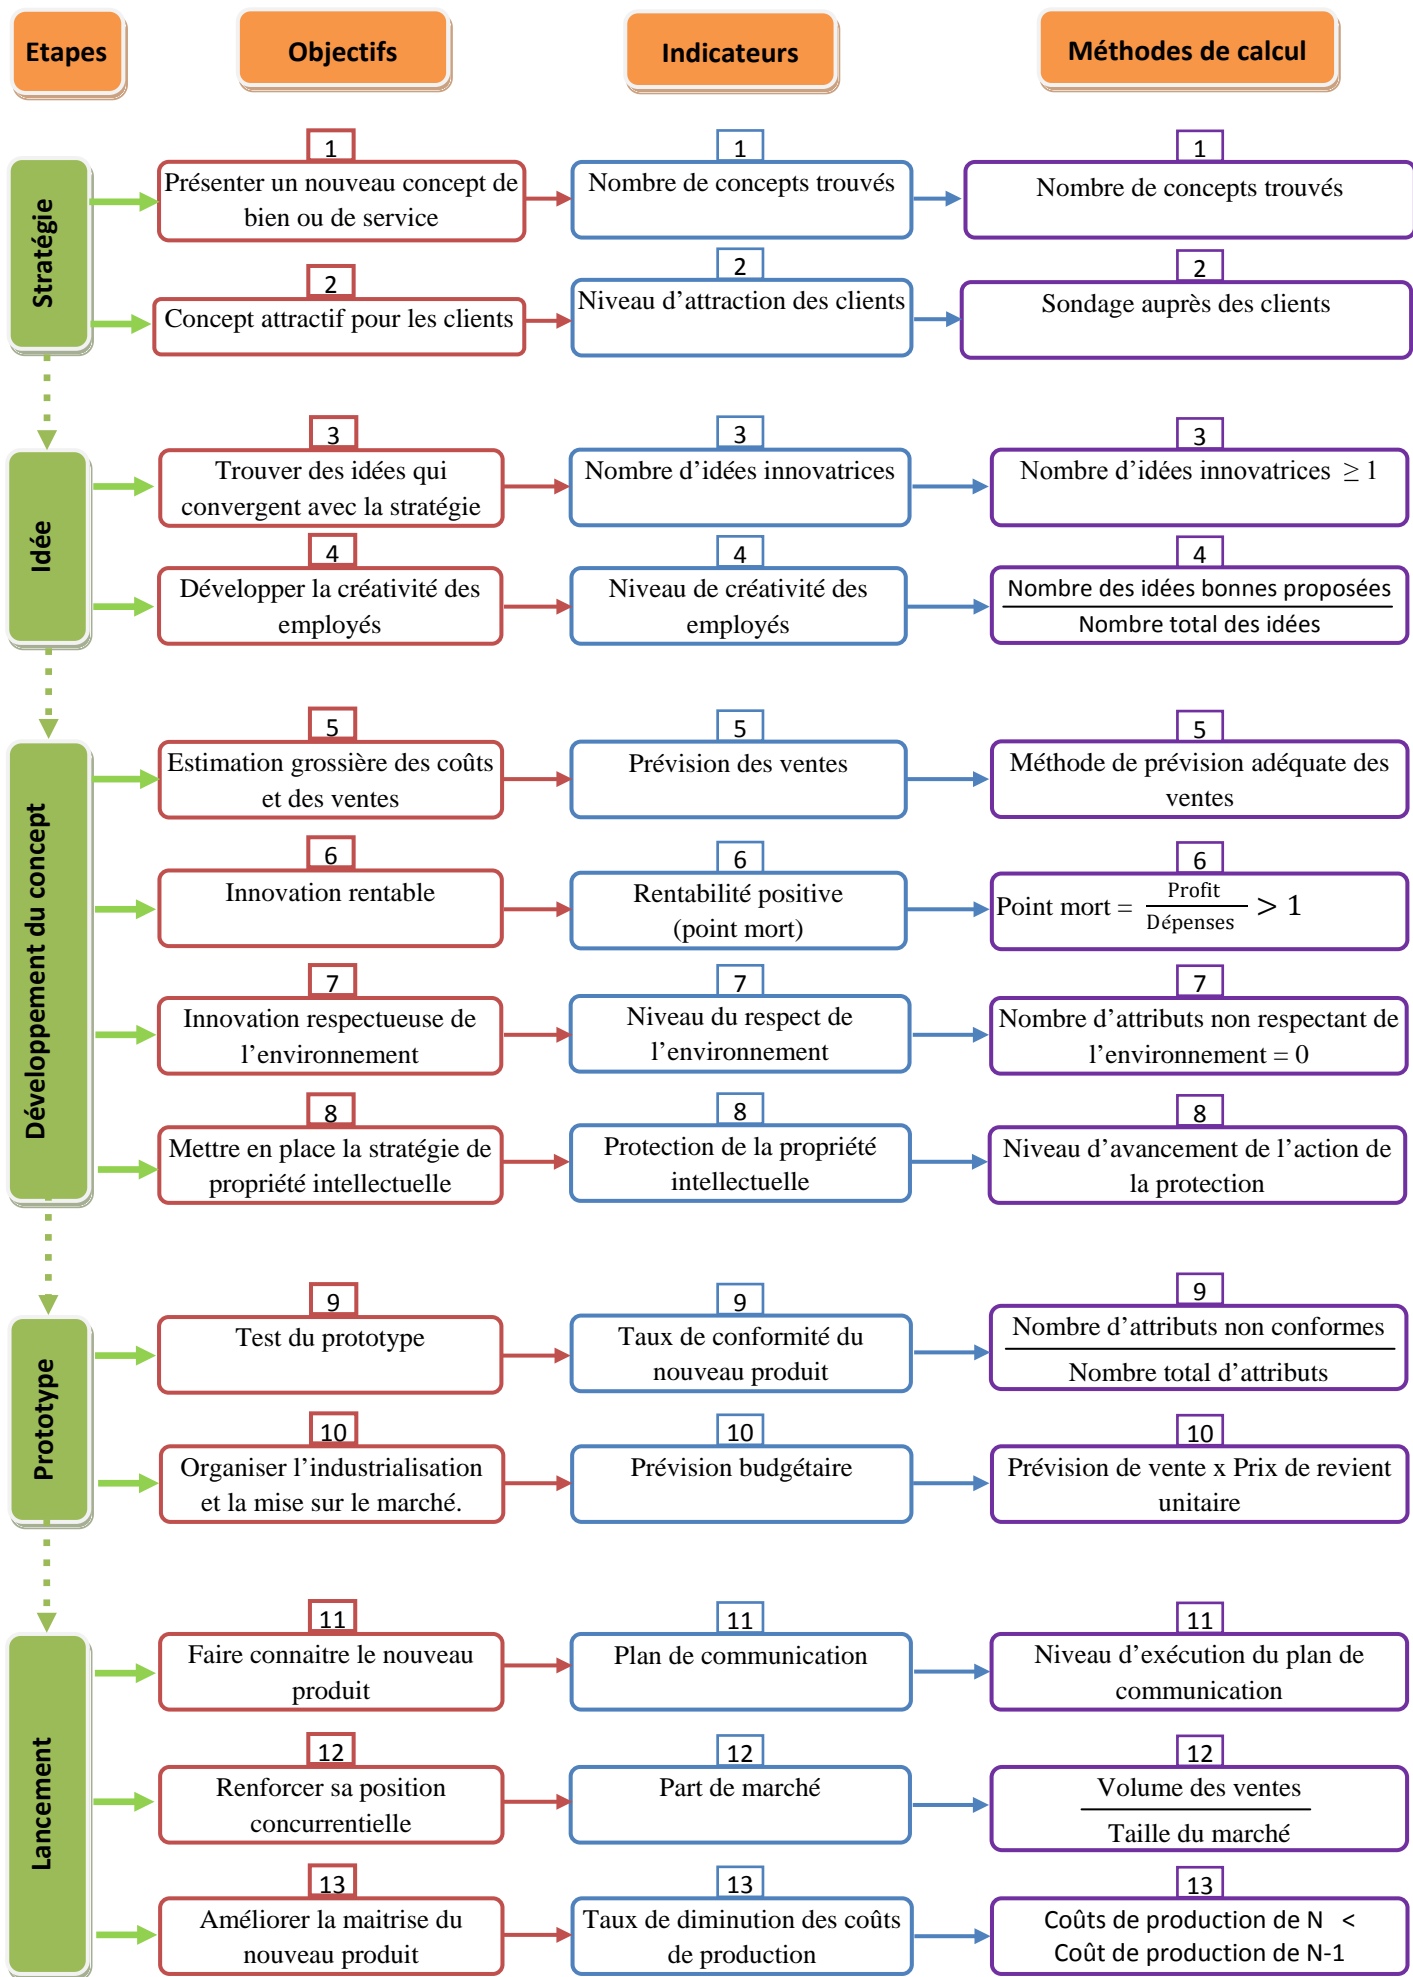 Etapes
Objectifs
Indicateurs
Méthodes de calcul
Stratégie
1
Présenter un nouveau concept de
bien ou de service
1
Nombre de concepts trouvés
1
Nombre de concepts trouvés
2
Concept attractif pour les clients
2
Niveau d’attraction des clients
2
Sondage auprès des clients
Idée
3
Trouver des idées qui
convergent avec la stratégie
3
Nombre d’idées innovatrices
3
Nombre d’idées innovatrices ≥ 1
4
Développer la créativité des
employés
4
Niveau de créativité des
employés
4
Nombre des idées bonnes proposées
Nombre total des idées
Développement du concept
5
Estimation grossière des coûts
et des ventes
5
Prévision des ventes
5
Méthode de prévision adéquate des
ventes
6
Innovation rentable
6
Rentabilité positive
(point mort)
6
Point mort = Profit / Dépenses > 1
7
Innovation respectueuse de
l’environnement
7
Niveau du respect de
l’environnement
7
Nombre d’attributs non respectant de
l’environnement = 0
8
Mettre en place la stratégie de
propriété intellectuelle
8
Protection de la propriété
intellectuelle
8
Niveau d’avancement de l’action de
la protection
Prototype
9
Test du prototype
9
Taux de conformité du
nouveau produit
9
Nombre d’attributs non conformes
Nombre total d’attributs
10
Organiser l’industrialisation
et la mise sur le marché.
10
Prévision budgétaire
10
Prévision de vente x Prix de revient
unitaire
Lancement
11
Faire connaitre le nouveau
produit
11
Plan de communication
11
Niveau d’exécution du plan de
communication
12
Renforcer sa position
concurrentielle
12
Part de marché
12
Volume des ventes
Taille du marché
13
Améliorer la maitrise du
nouveau produit
13
Taux de diminution des coûts
de production
13
Coûts de production de N <
Coût de production de N-1